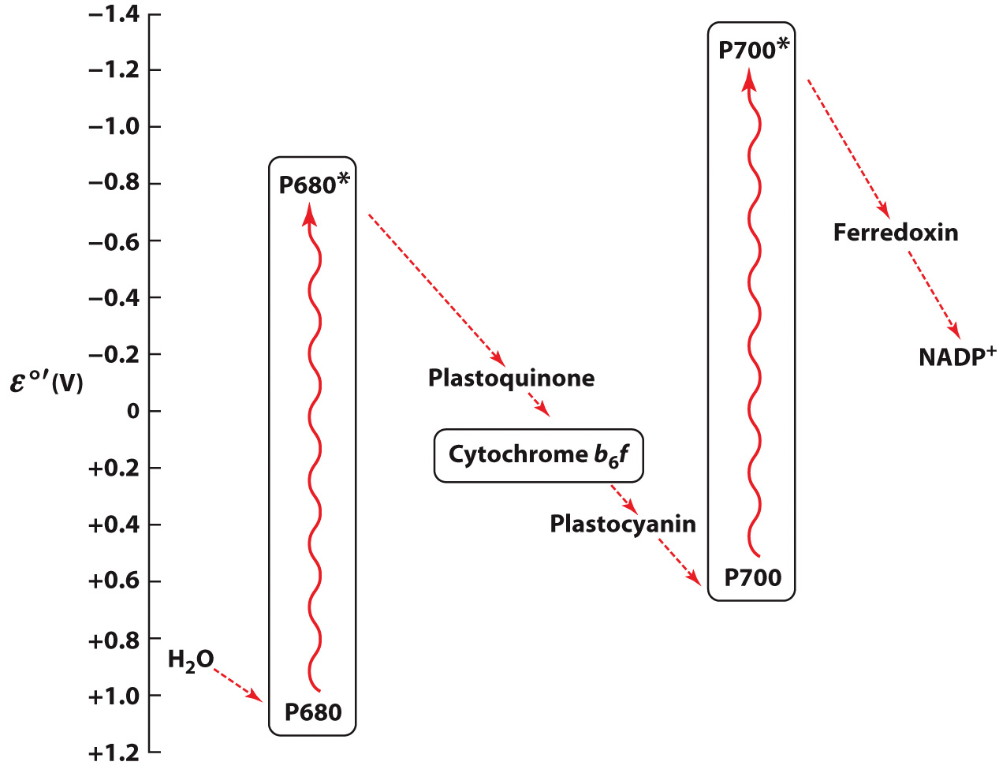 −1.4
−1.2
−1.0
−0.8
−0.6
−0.4
−0.2
0
+0.2
+0.4
+0.6
+0.8
+1.0
+1.2
ℰ°′(V)
H₂O
P680*
P680
Plastoquinone
Cytochrome b₆f
Plastocyanin
P700*
P700
Ferredoxin
NADP⁺